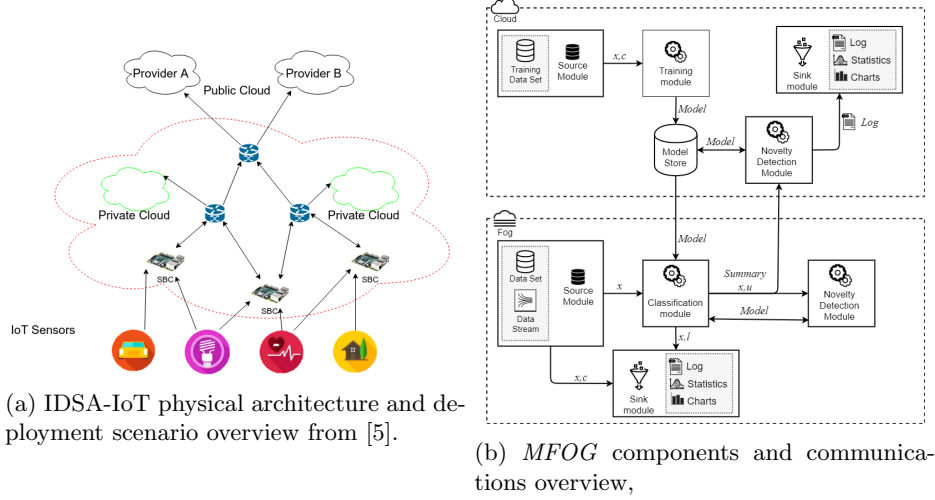 Provider A
Provider B
Public Cloud
Private Cloud
Private Cloud
SBC
SBC
SBC
IoT Sensors
(a) IDSA-IoT physical architecture and de-
ployment scenario overview from [5].
Cloud
Training
Data Set
Source
Module
x,c
Training
module
Sink
module
Log
Statistics
Charts
Model
Log
Model
Store
Model
Novelty
Detection
Module
Fog
Model
Data Set
Data
Stream
Source
Module
x
Classification
module
Summary
x,u
Model
Novelty
Detection
Module
x,l
x,c
Sink
module
Log
Statistics
Charts
(b) MFOG components and communica-
tions overview,